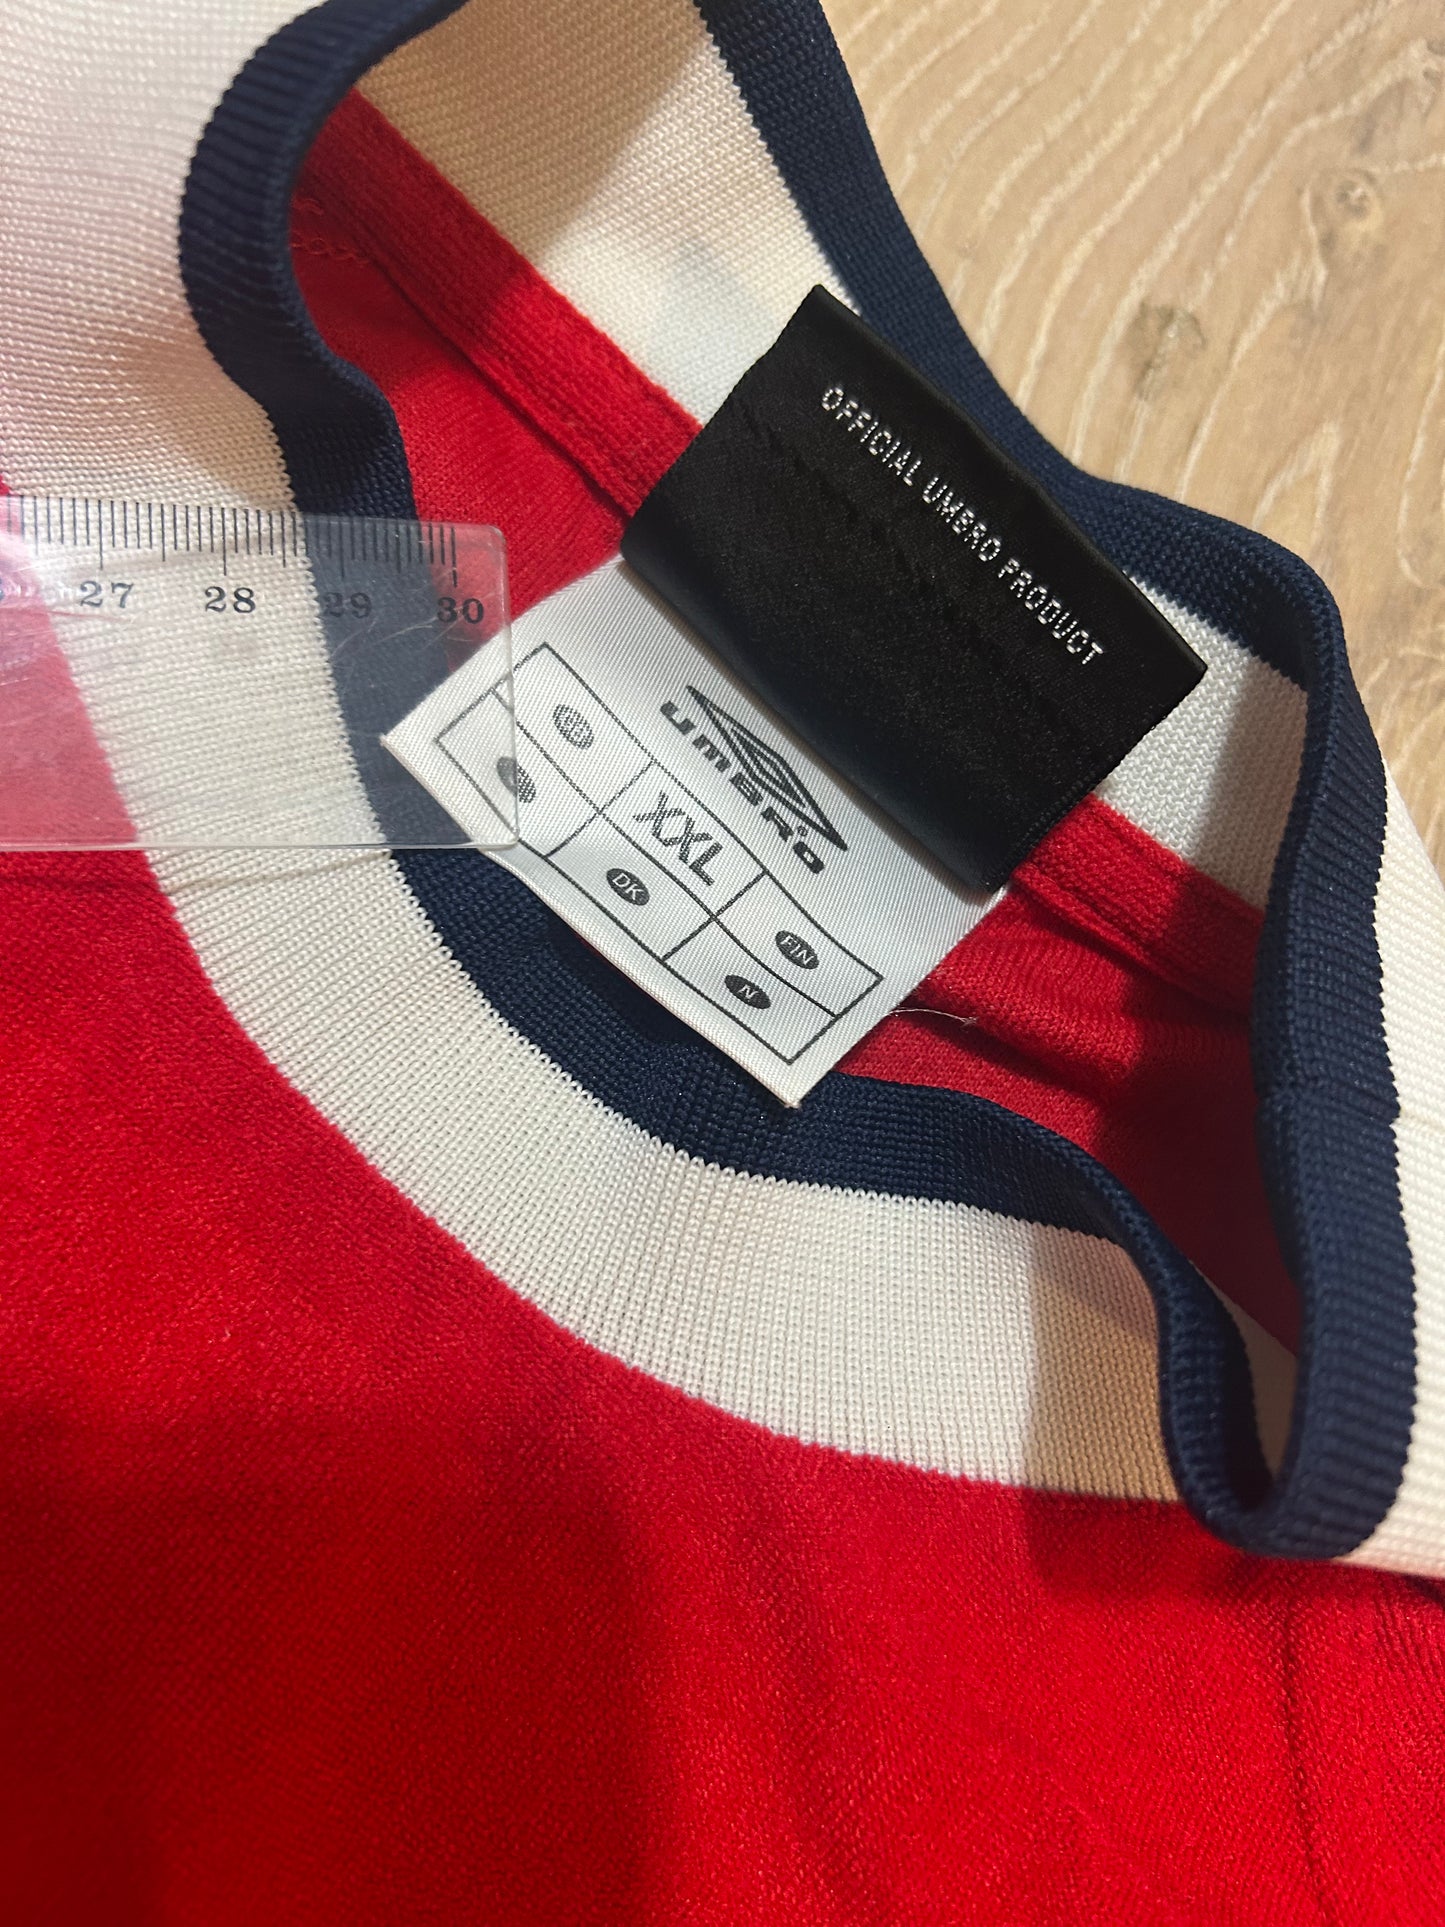 OFFICIAL UMBRO PRODUCT
27 28 29 30
umbro
XXL
DK
FIN
N